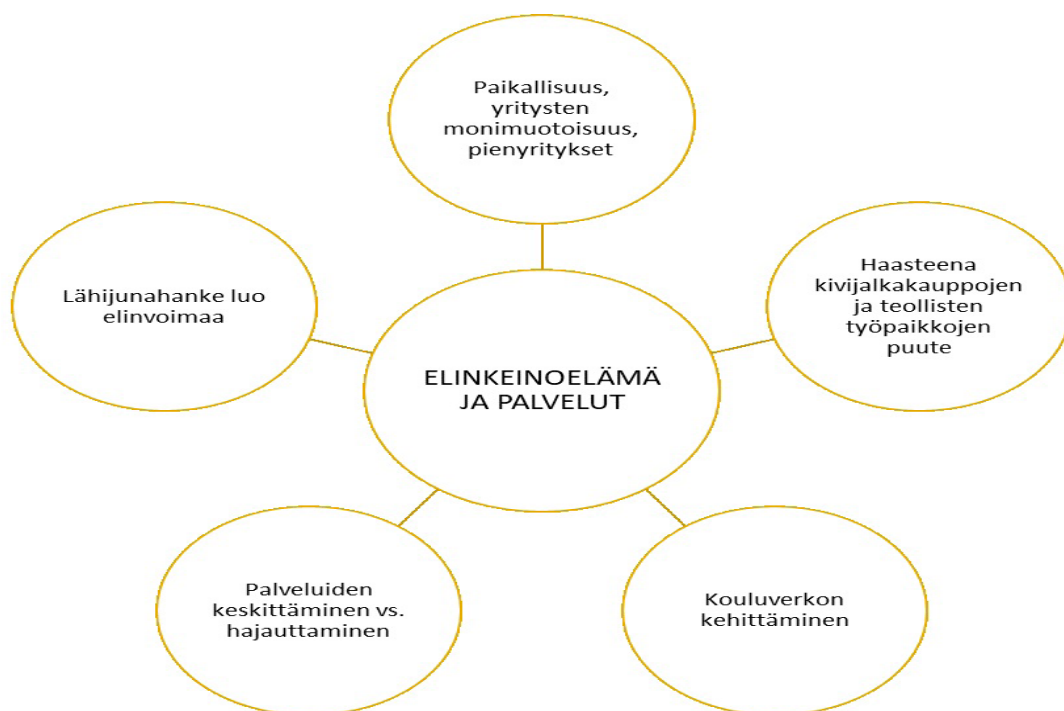 Paikallisuus,
yritysten
monimuotoisuus,
pienyritykset
Lähijunahanke luo
elinvoimaa
Haasteena
kivijalkakauppojen
ja teollisten
työpaikkojen
puute
ELINKEINOELÄMÄ
JA PALVELUT
Palveluiden
keskittäminen vs.
hajauttaminen
Kouluverkon
kehittäminen